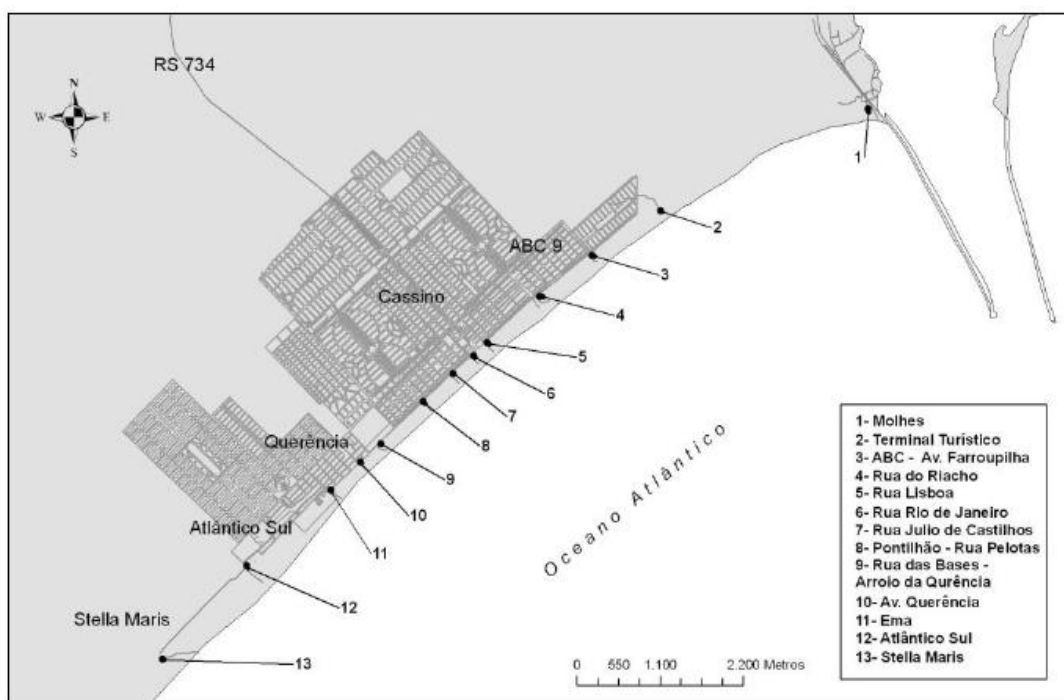 RS 734
N
W E
S
1
2
ABC 9
3
Cassino
4
5
6
7
8
Querência
9
10
Atlântico Sul
11
12
Stella Maris
13
Oceano Atlântico
0 550 1.100 2.200 Metros
1- Molhes
2- Terminal Turístico
3- ABC - Av. Farroupilha
4- Rua do Riacho
5- Rua Lisboa
6- Rua Rio de Janeiro
7- Rua Julio de Castilhos
8- Pontilhão - Rua Pelotas
9- Rua das Bases -
Arroio da Qurência
10- Av. Querência
11- Ema
12- Atlântico Sul
13- Stella Maris